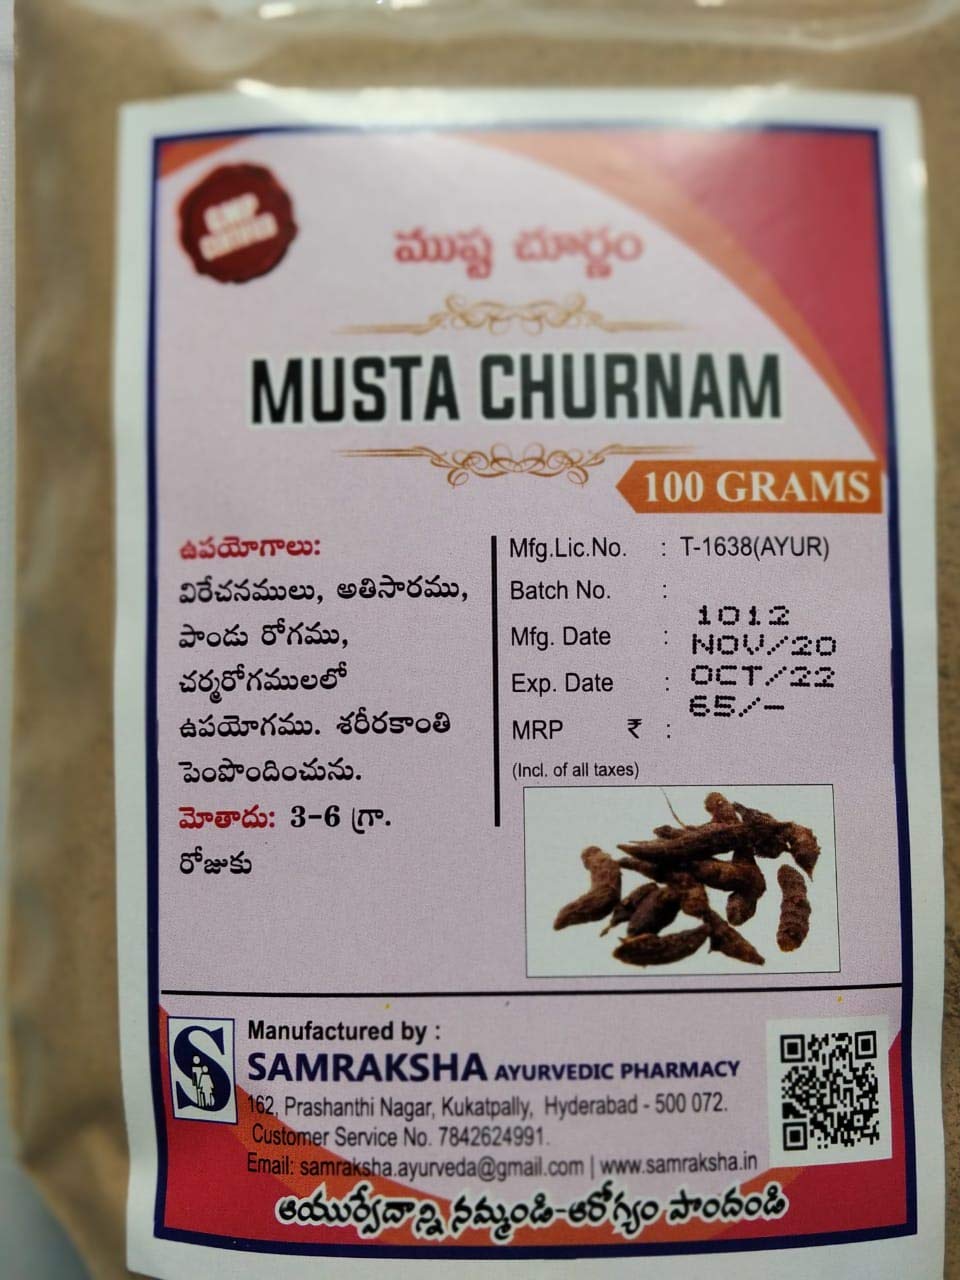 GMP
CERTIFIED
ముష్ట చూర్ణం
MUSTA CHURNAM
100 GRAMS
ఉపయోగాలు:
విరేచనములు, అతిసారము,
పాండు రోగము,
చర్మరోగములలో
ఉపయోగము. శరీరకాంతి
పెంపొందించును.
మోతాదు: 3-6 గ్రా.
రోజుకు
Mfg.Lic.No. : T-1638(AYUR)
Batch No. : 1012
Mfg. Date : NOV/20
Exp. Date : OCT/22
MRP ₹ : 65/-
(Incl. of all taxes)
S
Manufactured by :
SAMRAKSHA AYURVEDIC PHARMACY
162, Prashanthi Nagar, Kukatpally, Hyderabad - 500 072.
Customer Service No. 7842624991.
Email: samraksha.ayurveda@gmail.com | www.samraksha.in
ఆయుర్వేదాన్ని నమ్మండి-ఆరోగ్యం పొందండి